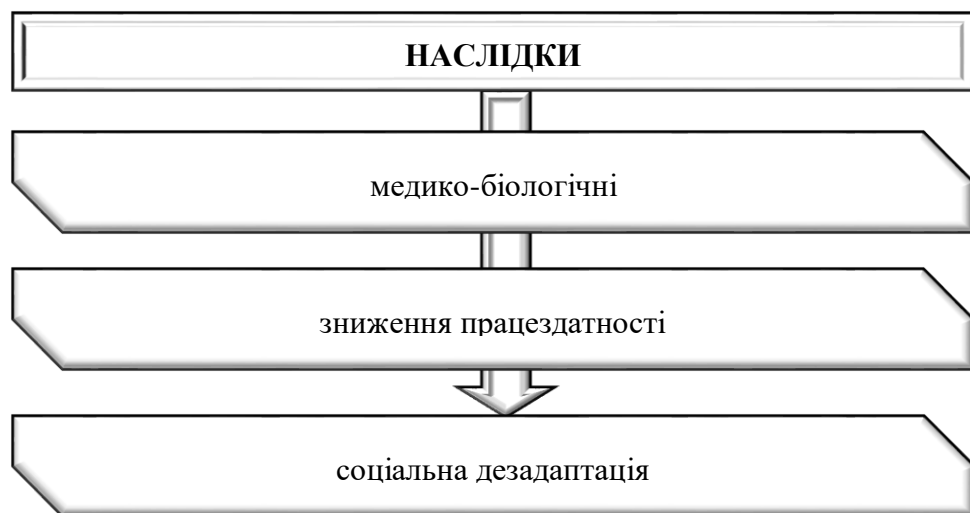 НАСЛІДКИ
медико-біологічні
зниження працездатності
соціальна дезадаптація